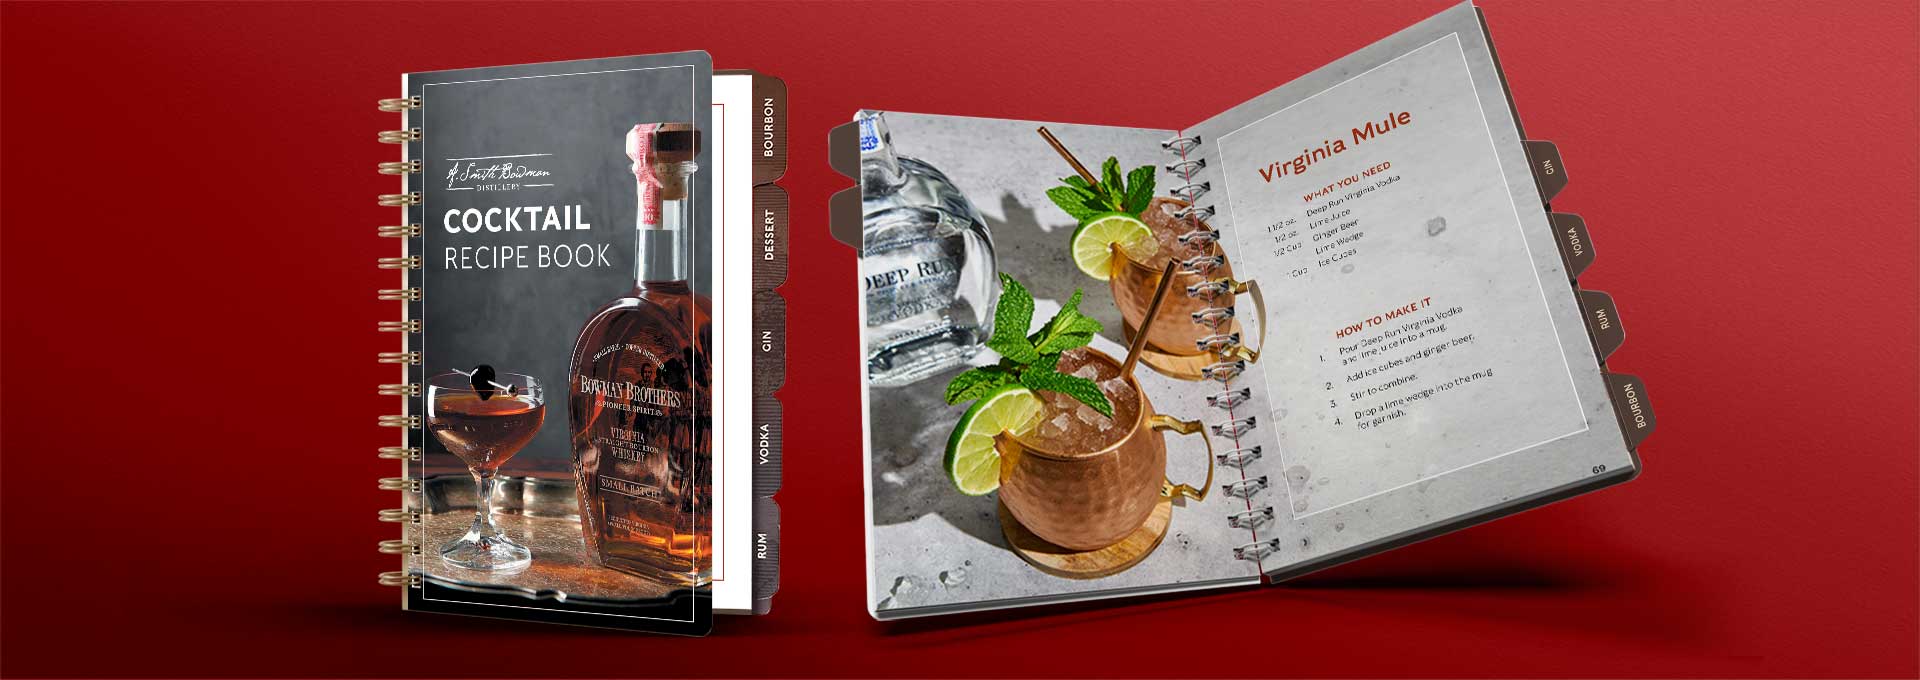 A. Smith Bowman
DISTILLERY
COCKTAIL
RECIPE BOOK
BOWMAN BROTHERS
PIONEER SPIRIT
VIRGINIA
STRAIGHT BOURBON
WHISKEY
SMALL BATCH
BOURBON
DESSERT
GIN
VODKA
RUM
DEEP RUN
VODKA
Virginia Mule
WHAT YOU NEED
1 1/2 oz. Deep Run Virginia Vodka
1/2 oz. Lime Juice
1/2 Cup Ginger Beer
Lime Wedge
1 Cup Ice Cubes
HOW TO MAKE IT
1. Pour Deep Run Virginia Vodka
and lime juice into a mug.
2. Add ice cubes and ginger beer.
3. Stir to combine.
4. Drop a lime wedge into the mug
for garnish.
69
GIN
VODKA
RUM
BOURBON